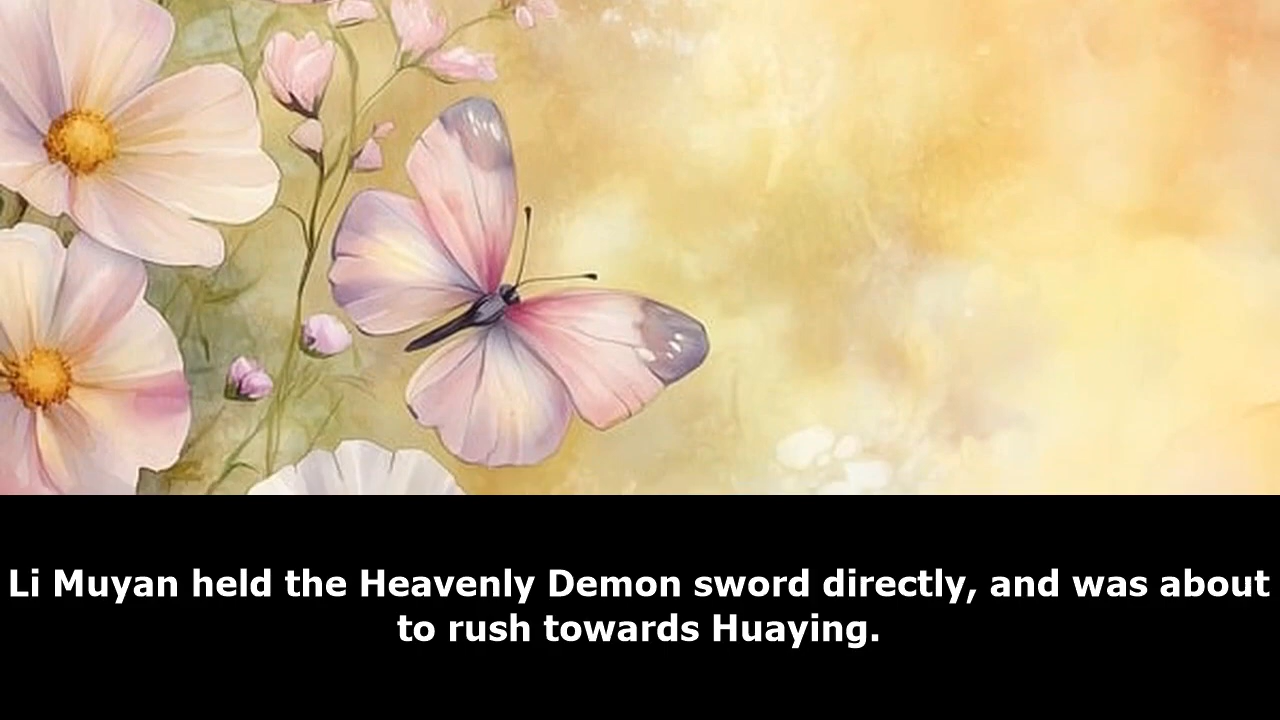 Li Muyan held the Heavenly Demon sword directly, and was about
to rush towards Huaying.